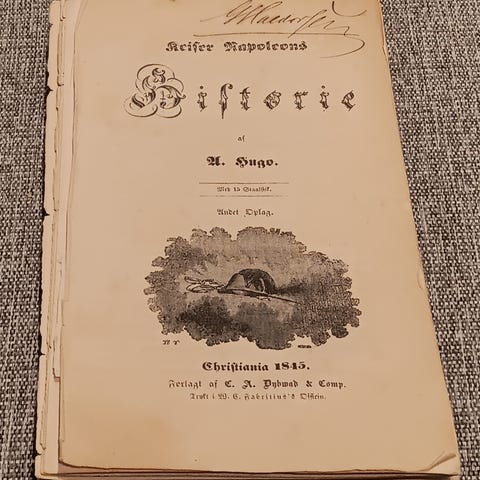 Keiser Napoleons
Historie
af
A. Hugo.
Med 15 Staalstik.
Andet Oplag.
Christiania 1845.
Forlagt af C. A. Dybwad & Comp.
Trykt i W. C. Fabritius's Officin.